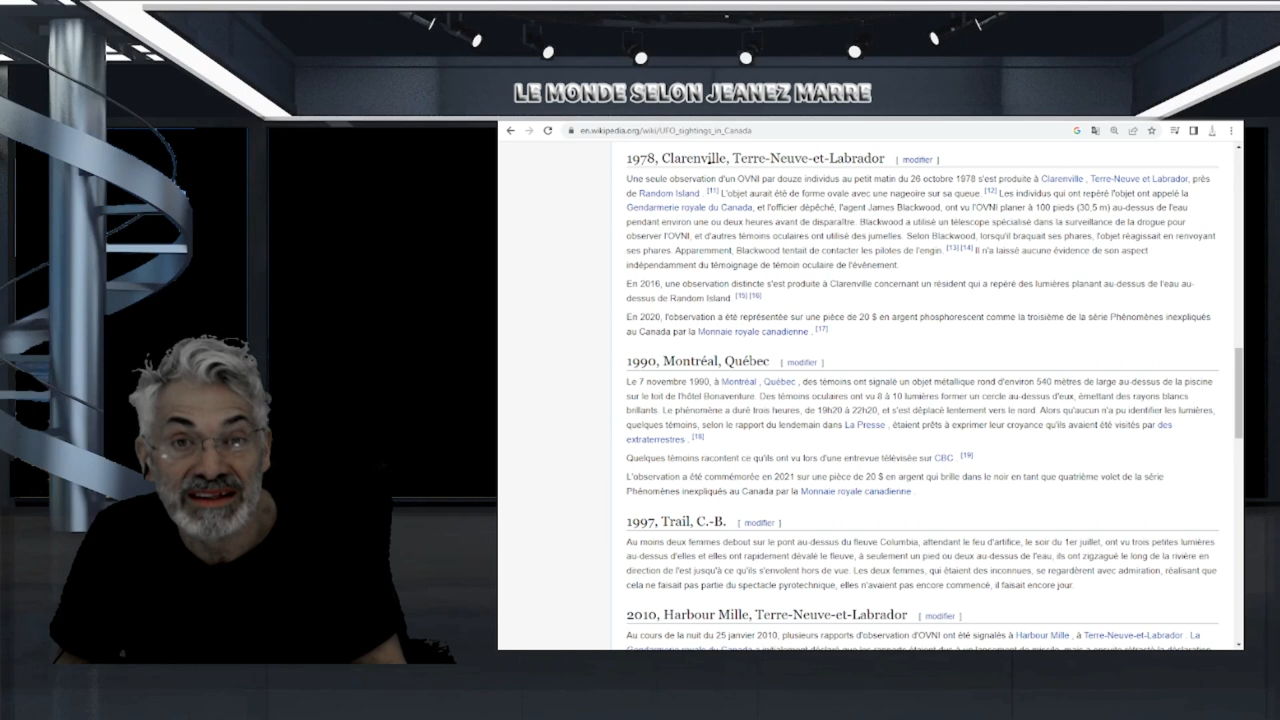 LE MONDE SELON JEANEZ MARRE
en.wikipedia.org/wiki/UFO_sightings_in_Canada
1978, Clarenville, Terre-Neuve-et-Labrador [ modifier ]
Une seule observation d'un OVNI par douze individus au petit matin du 26 octobre 1978 s'est produite à Clarenville , Terre-Neuve et Labrador, près
de Random Island . [11] L'objet aurait été de forme ovale avec une nageoire sur sa queue. [12] Les individus qui ont repéré l'objet ont appelé la
Gendarmerie royale du Canada, et l'officier dépêché, l'agent James Blackwood, ont vu l'OVNI planer à 100 pieds (30,5 m) au-dessus de l'eau
pendant environ une ou deux heures avant de disparaître. Blackwood a utilisé un télescope spécialisé dans la surveillance de la drogue pour
observer l'OVNI, et d'autres témoins oculaires ont utilisé des jumelles. Selon Blackwood, lorsqu'il braquait ses phares, l'objet réagissait en renvoyant
ses phares. Apparemment, Blackwood tentait de contacter les pilotes de l'engin. [13] [14] Il n'a laissé aucune évidence de son aspect
indépendamment du témoignage de témoin oculaire de l'événement.
En 2016, une observation distincte s'est produite à Clarenville concernant un résident qui a repéré des lumières planant au-dessus de l'eau au-
dessus de Random Island [15] [16]
En 2020, l'observation a été représentée sur une pièce de 20 $ en argent phosphorescent comme la troisième de la série Phénomènes inexpliqués
au Canada par la Monnaie royale canadienne . [17]
1990, Montréal, Québec [ modifier ]
Le 7 novembre 1990, à Montréal , Québec , des témoins ont signalé un objet métallique rond d'environ 540 mètres de large au-dessus de la piscine
sur le toit de l'hôtel Bonaventure. Des témoins oculaires ont vu 8 à 10 lumières former un cercle au-dessus d'eux, émettant des rayons blancs
brillants. Le phénomène a duré trois heures, de 19h20 à 22h20, et s'est déplacé lentement vers le nord. Alors qu'aucun n'a pu identifier les lumières,
quelques témoins, selon le rapport du lendemain dans La Presse , étaient prêts à exprimer leur croyance qu'ils avaient été visités par des
extraterrestres . [18]
Quelques témoins racontent ce qu'ils ont vu lors d'une entrevue télévisée sur CBC . [19]
L'observation a été commémorée en 2021 sur une pièce de 20 $ en argent qui brille dans le noir en tant que quatrième volet de la série
Phénomènes inexpliqués au Canada par la Monnaie royale canadienne .
1997, Trail, C.-B. [ modifier ]
Au moins deux femmes debout sur le pont au-dessus du fleuve Columbia, attendant le feu d'artifice, le soir du 1er juillet, ont vu trois petites lumières
au-dessus d'elles et elles ont rapidement dévalé le fleuve, à seulement un pied ou deux au-dessus de l'eau, ils ont zigzagué le long de la rivière en
direction de l'est jusqu'à ce qu'ils s'envolent hors de vue. Les deux femmes, qui étaient des inconnues, se regardèrent avec admiration, réalisant que
cela ne faisait pas partie du spectacle pyrotechnique, elles n'avaient pas encore commencé, il faisait encore jour.
2010, Harbour Mille, Terre-Neuve-et-Labrador [ modifier ]
Au cours de la nuit du 25 janvier 2010, plusieurs rapports d'observation d'OVNI ont été signalés à Harbour Mille , à Terre-Neuve-et-Labrador . La